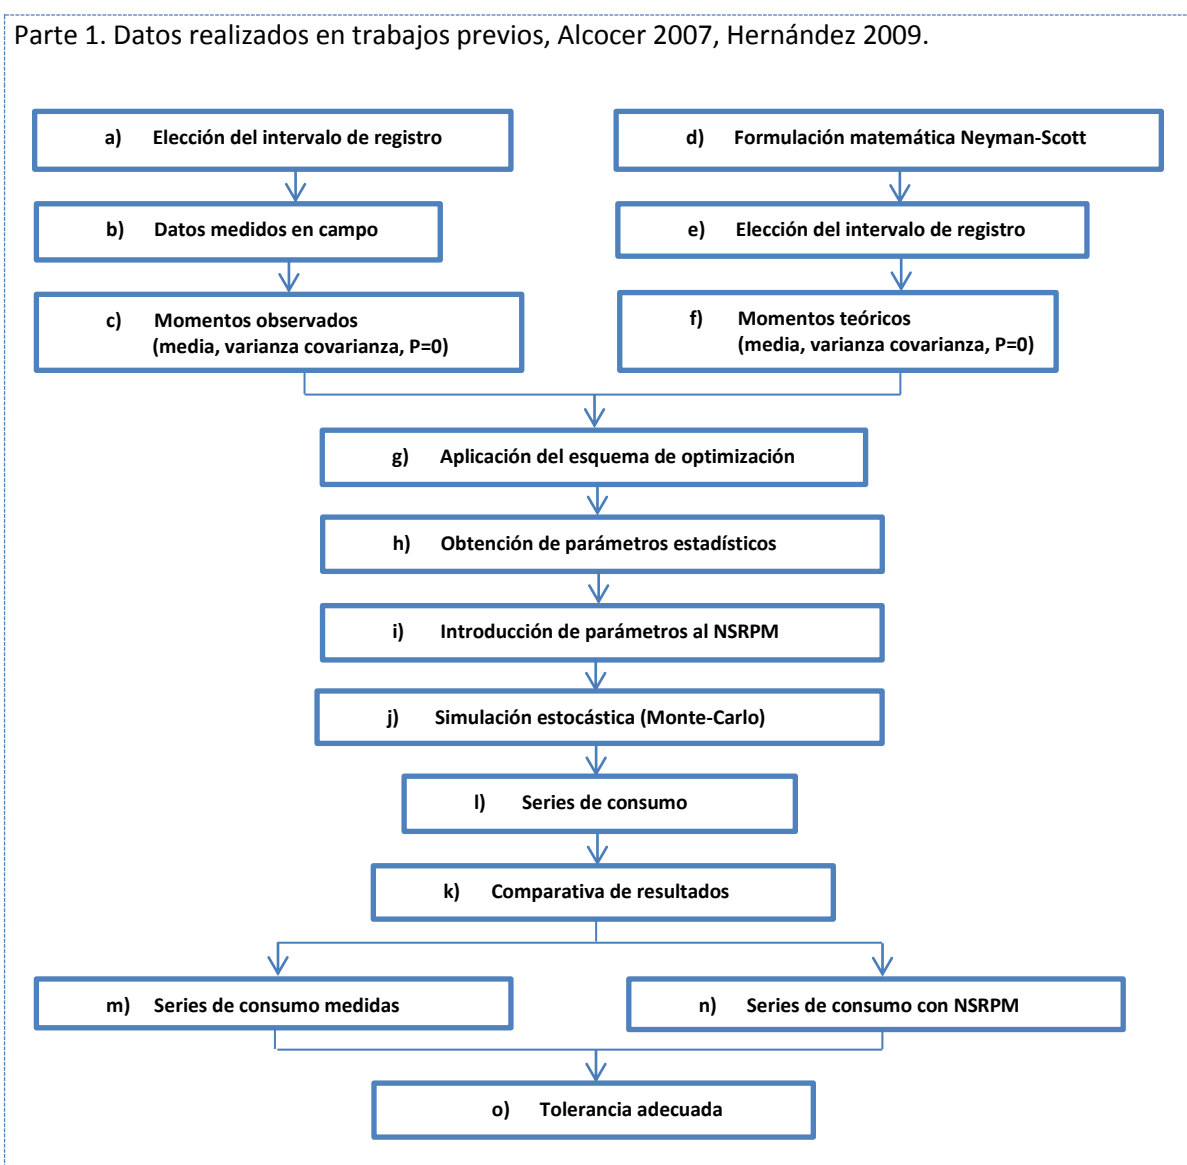 Parte 1. Datos realizados en trabajos previos, Alcocer 2007, Hernández 2009.
a) Elección del intervalo de registro
d) Formulación matemática Neyman-Scott
b) Datos medidos en campo
e) Elección del intervalo de registro
c) Momentos observados
(media, varianza covarianza, P=0)
f) Momentos teóricos
(media, varianza covarianza, P=0)
g) Aplicación del esquema de optimización
h) Obtención de parámetros estadísticos
i) Introducción de parámetros al NSRPM
j) Simulación estocástica (Monte-Carlo)
l) Series de consumo
k) Comparativa de resultados
m) Series de consumo medidas
n) Series de consumo con NSRPM
o) Tolerancia adecuada